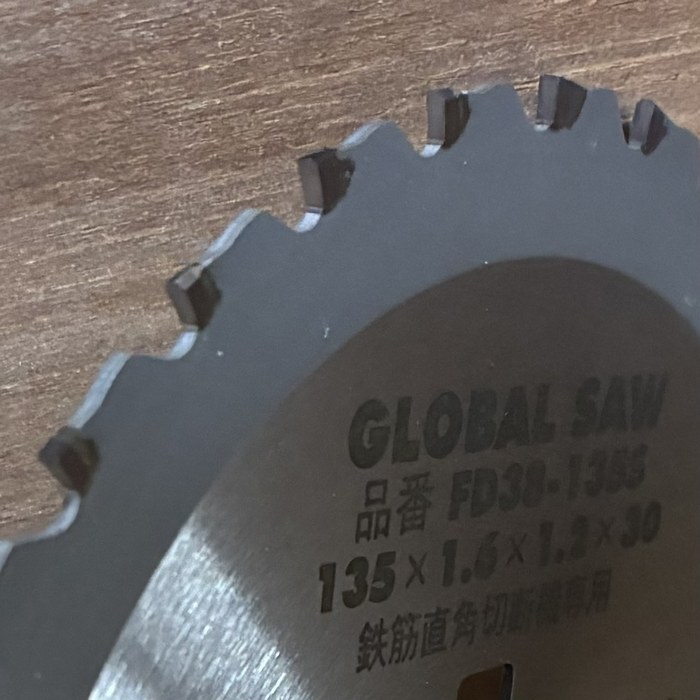 GLOBAL SAW
品番 FD38-135S
135×1.6×1.2×30
鉄筋直角切断機専用